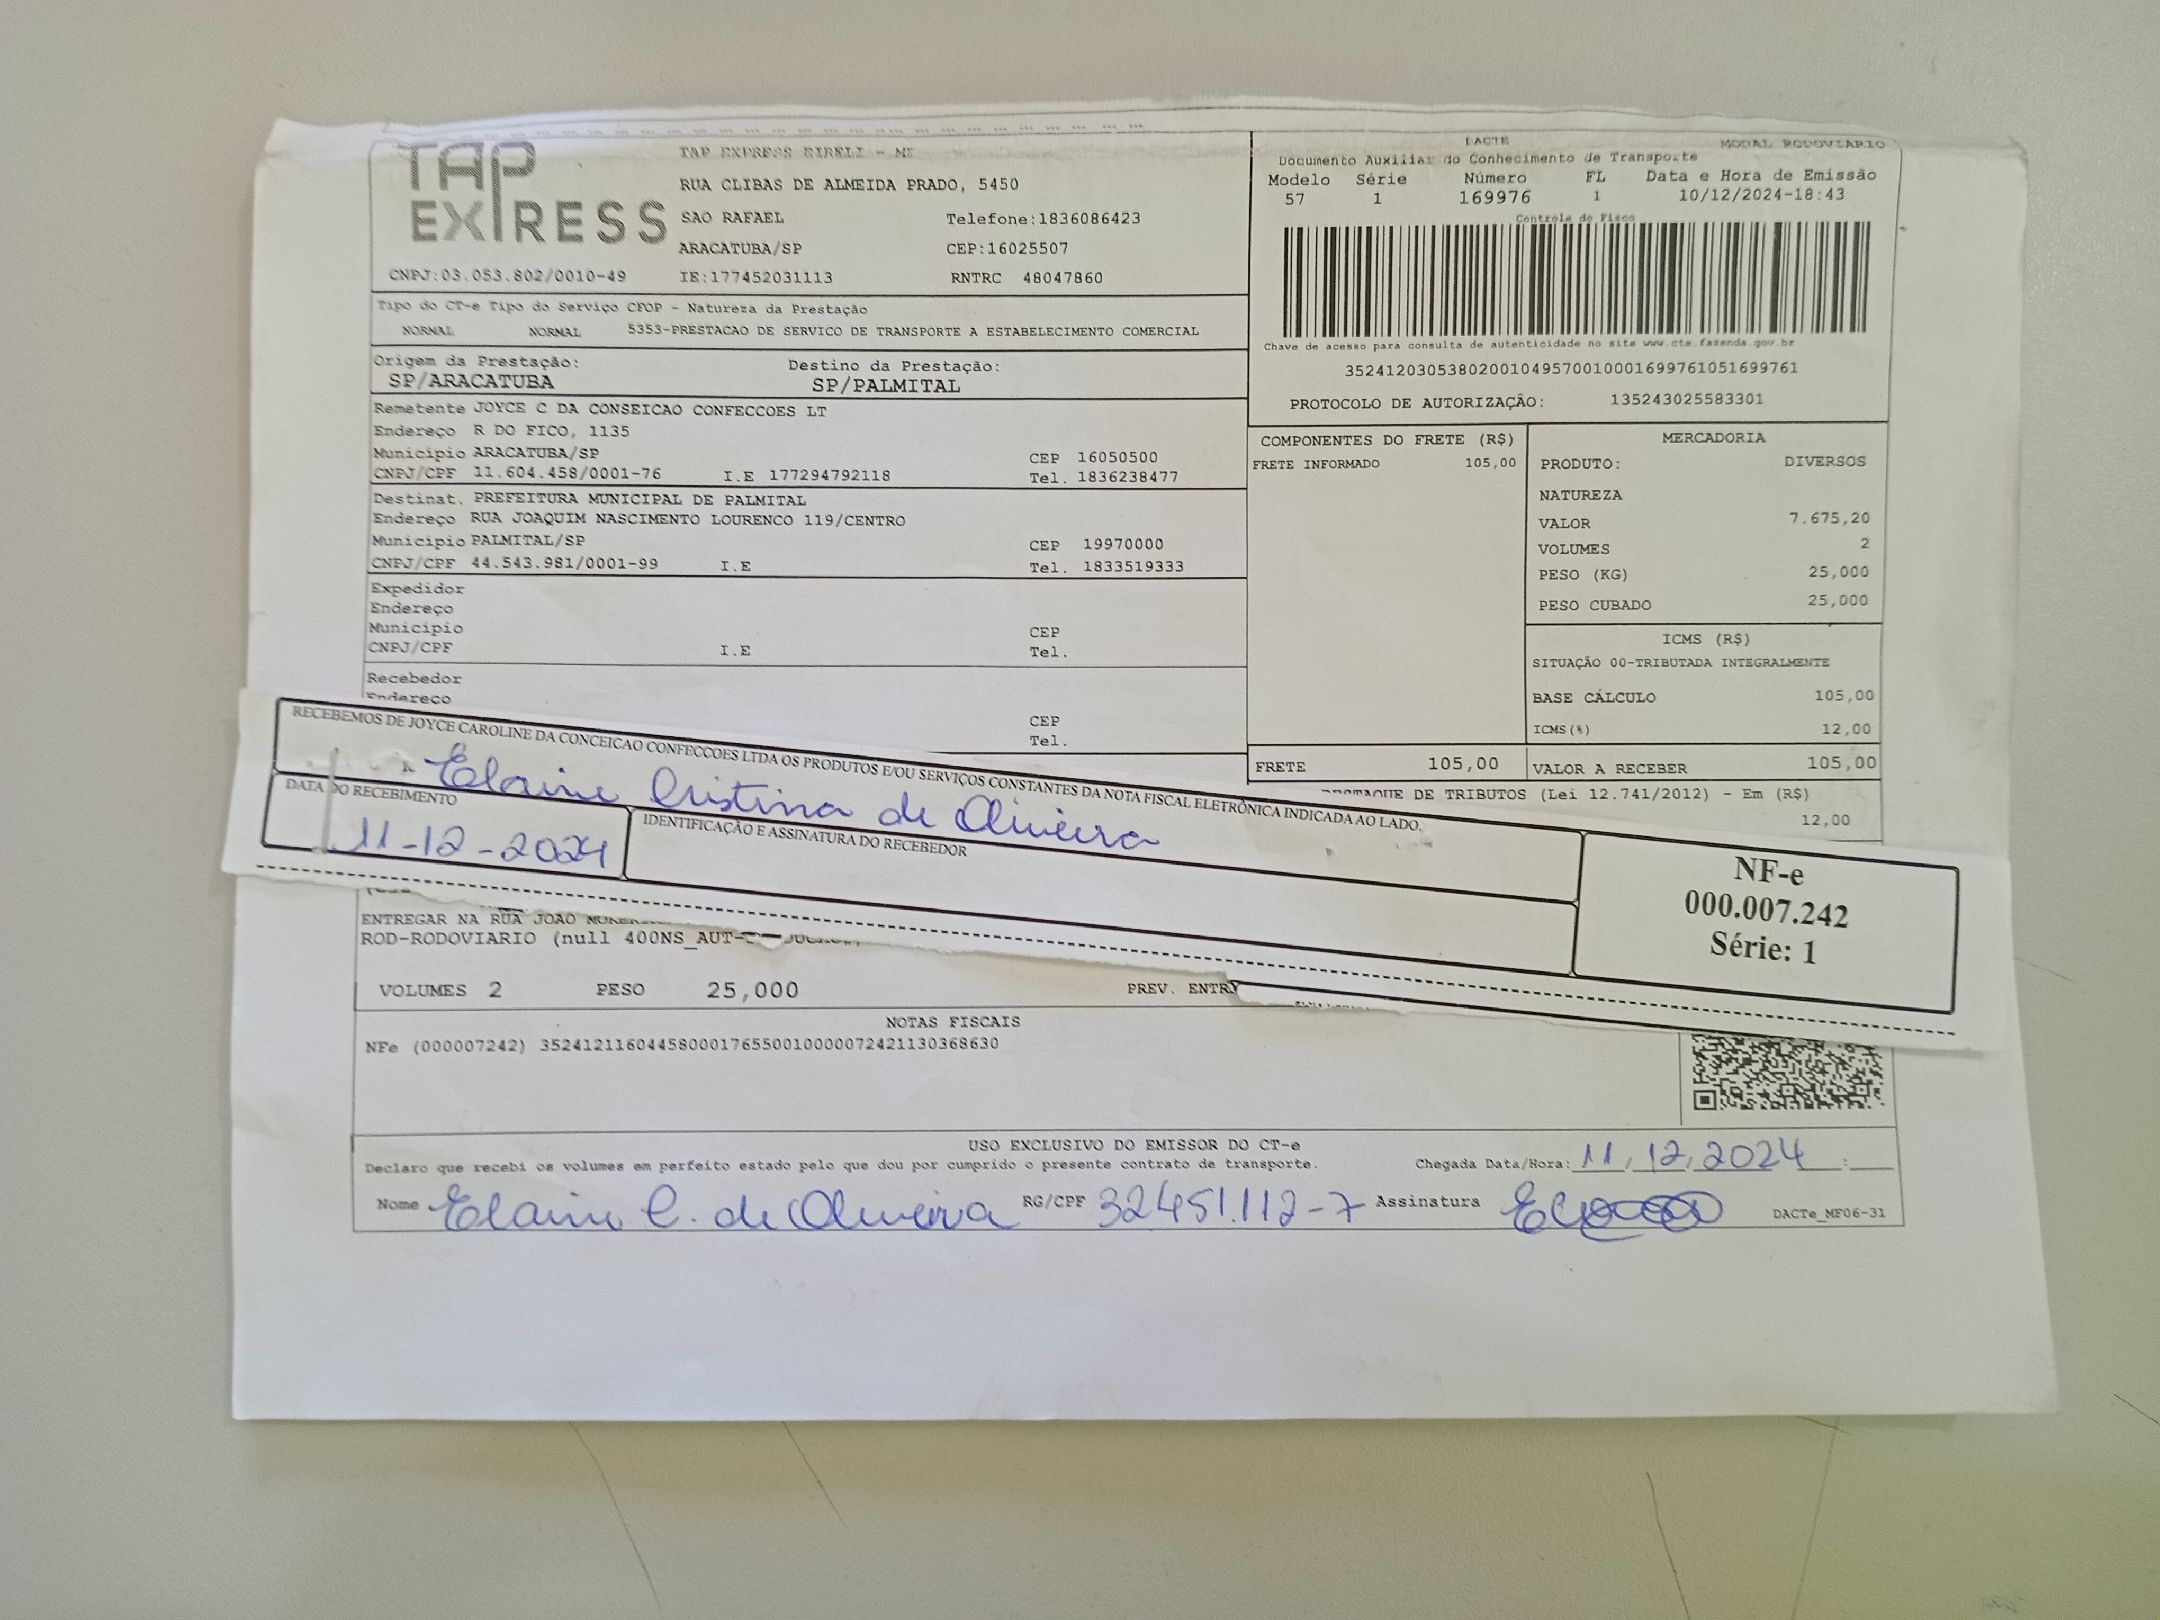 TAP EXPRESS
TAP EXPRESS EIRELI - ME
RUA CLIBAS DE ALMEIDA PRADO, 5450
SAO RAFAEL Telefone:1836086423
ARACATUBA/SP CEP:16025507
CNPJ:03.053.802/0010-49 IE:177452031113 RNTRC 48047860
DACTE MODAL RODOVIÁRIO
Documento Auxiliar do Conhecimento de Transporte
Modelo Série Número FL Data e Hora de Emissão
57 1 169976 1 10/12/2024-18:43
Controle do Fisco
Chave de acesso para consulta de autenticidade no site www.cte.fazenda.gov.br
35241203053802001049570010001699761051699761
PROTOCOLO DE AUTORIZAÇÃO: 135243025583301
Tipo do CT-e Tipo do Serviço CFOP - Natureza da Prestação
NORMAL NORMAL 5353-PRESTACAO DE SERVICO DE TRANSPORTE A ESTABELECIMENTO COMERCIAL
Origem da Prestação: Destino da Prestação:
SP/ARACATUBA SP/PALMITAL
Remetente JOYCE C DA CONSEICAO CONFECCOES LT
Endereço R DO FICO, 1135
Município ARACATUBA/SP CEP 16050500
CNPJ/CPF 11.604.458/0001-76 I.E 177294792118 Tel. 1836238477
Destinat. PREFEITURA MUNICIPAL DE PALMITAL
Endereço RUA JOAQUIM NASCIMENTO LOURENCO 119/CENTRO
Município PALMITAL/SP CEP 19970000
CNPJ/CPF 44.543.981/0001-99 I.E Tel. 1833519333
Expedidor
Endereço
Município CEP
CNPJ/CPF I.E Tel.
Recebedor
Endereço
CEP
Tel.
COMPONENTES DO FRETE (R$)
FRETE INFORMADO 105,00
FRETE 105,00
MERCADORIA
PRODUTO: DIVERSOS
NATUREZA
VALOR 7.675,20
VOLUMES 2
PESO (KG) 25,000
PESO CUBADO 25,000
ICMS (R$)
SITUAÇÃO 00-TRIBUTADA INTEGRALMENTE
BASE CÁLCULO 105,00
ICMS(%) 12,00
VALOR A RECEBER 105,00
DE TRIBUTOS (Lei 12.741/2012) - Em (R$)
12,00
RECEBEMOS DE JOYCE CAROLINE DA CONCEICAO CONFECCOES LTDA OS PRODUTOS E/OU SERVIÇOS CONSTANTES DA NOTA FISCAL ELETRÔNICA INDICADA AO LADO.
Elaine Cristina de Oliveira
DATA DO RECEBIMENTO IDENTIFICAÇÃO E ASSINATURA DO RECEBEDOR
11-12-2024
NF-e
000.007.242
Série: 1
ENTREGAR NA RUA JOAO
ROD-RODOVIARIO (null 400NS_AUT-
VOLUMES 2 PESO 25,000 PREV. ENTR
NOTAS FISCAIS
NFe (000007242) 35241211604458000176550010000072421130368630
USO EXCLUSIVO DO EMISSOR DO CT-e
Declaro que recebi os volumes em perfeito estado pelo que dou por cumprido o presente contrato de transporte. Chegada Data/Hora: 11/12/2024 :
Nome Elaine C. de Oliveira RG/CPF 32451.112-7 Assinatura
DACTe_MF06-31